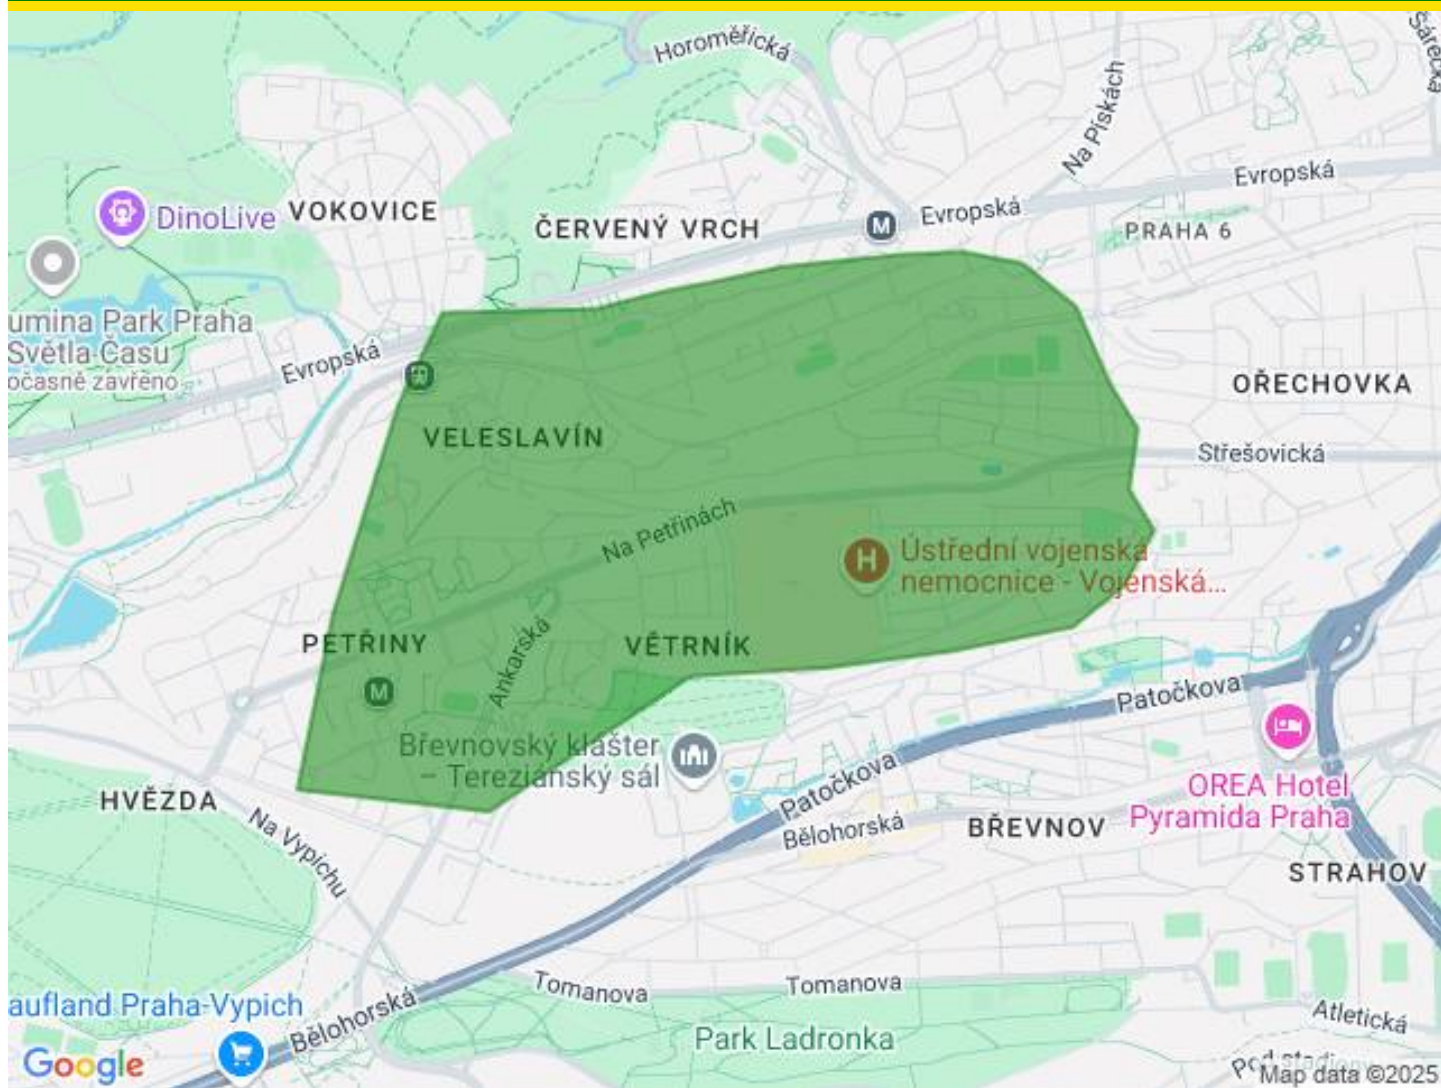 Horoměřická
Šárecká
Na Pískách
Evropská
DinoLive
VOKOVICE
ČERVENÝ VRCH
M
Evropská
PRAHA 6
umina Park Praha
Světla Času
očasně zavřeno
Evropská
OŘECHOVKA
VELESLAVÍN
Střešovická
Na Petřinách
H
Ústřední vojenská
nemocnice - Vojenská...
Ankarská
PETŘINY
VĚTRNÍK
M
Patočkova
Břevnovský klášter
– Tereziánský sál
OREA Hotel
Pyramida Praha
HVĚZDA
Na Vypichu
Patočkova
Bělohorská
BŘEVNOV
STRAHOV
Tomanova
Tomanova
aufland Praha-Vypich
Bělohorská
Park Ladronka
Atletická
Google
Map data ©2025